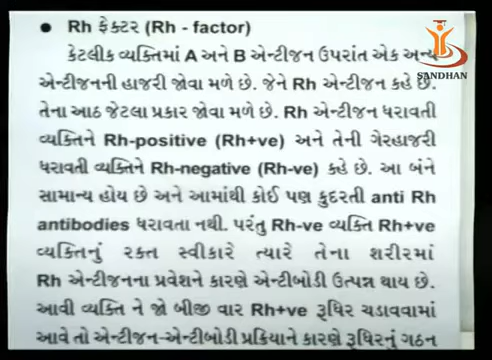 ● Rh ફેક્ટર (Rh - factor)
કેટલીક વ્યક્તિમાં A અને B એન્ટીજન ઉપરાંત એક અન્ય
એન્ટીજનની હાજરી જોવા મળે છે. જેને Rh એન્ટીજન કહે છે.
SANDHAN
તેના આઠ જેટલા પ્રકાર જોવા મળે છે. Rh એન્ટીજન ધરાવતી
વ્યક્તિને Rh-positive (Rh+ve) અને તેની ગેરહાજરી
ધરાવતી વ્યક્તિને Rh-negative (Rh-ve) કહે છે. આ બંને
સામાન્ય હોય છે અને આમાંથી કોઈ પણ કુદરતી anti Rh
antibodies ધરાવતા નથી. પરંતુ Rh-ve વ્યક્તિ Rh+ve
વ્યક્તિનું રક્ત સ્વીકારે ત્યારે તેના શરીરમાં
Rh એન્ટીજનના પ્રવેશને કારણે એન્ટીબોડી ઉત્પન્ન થાય છે.
આવી વ્યક્તિ ને જો બીજી વાર Rh+ve રૂધિર ચડાવવામાં
આવે તો એન્ટીજન-એન્ટીબોડી પ્રક્રિયાને કારણે રૂધિરનું ગઠન